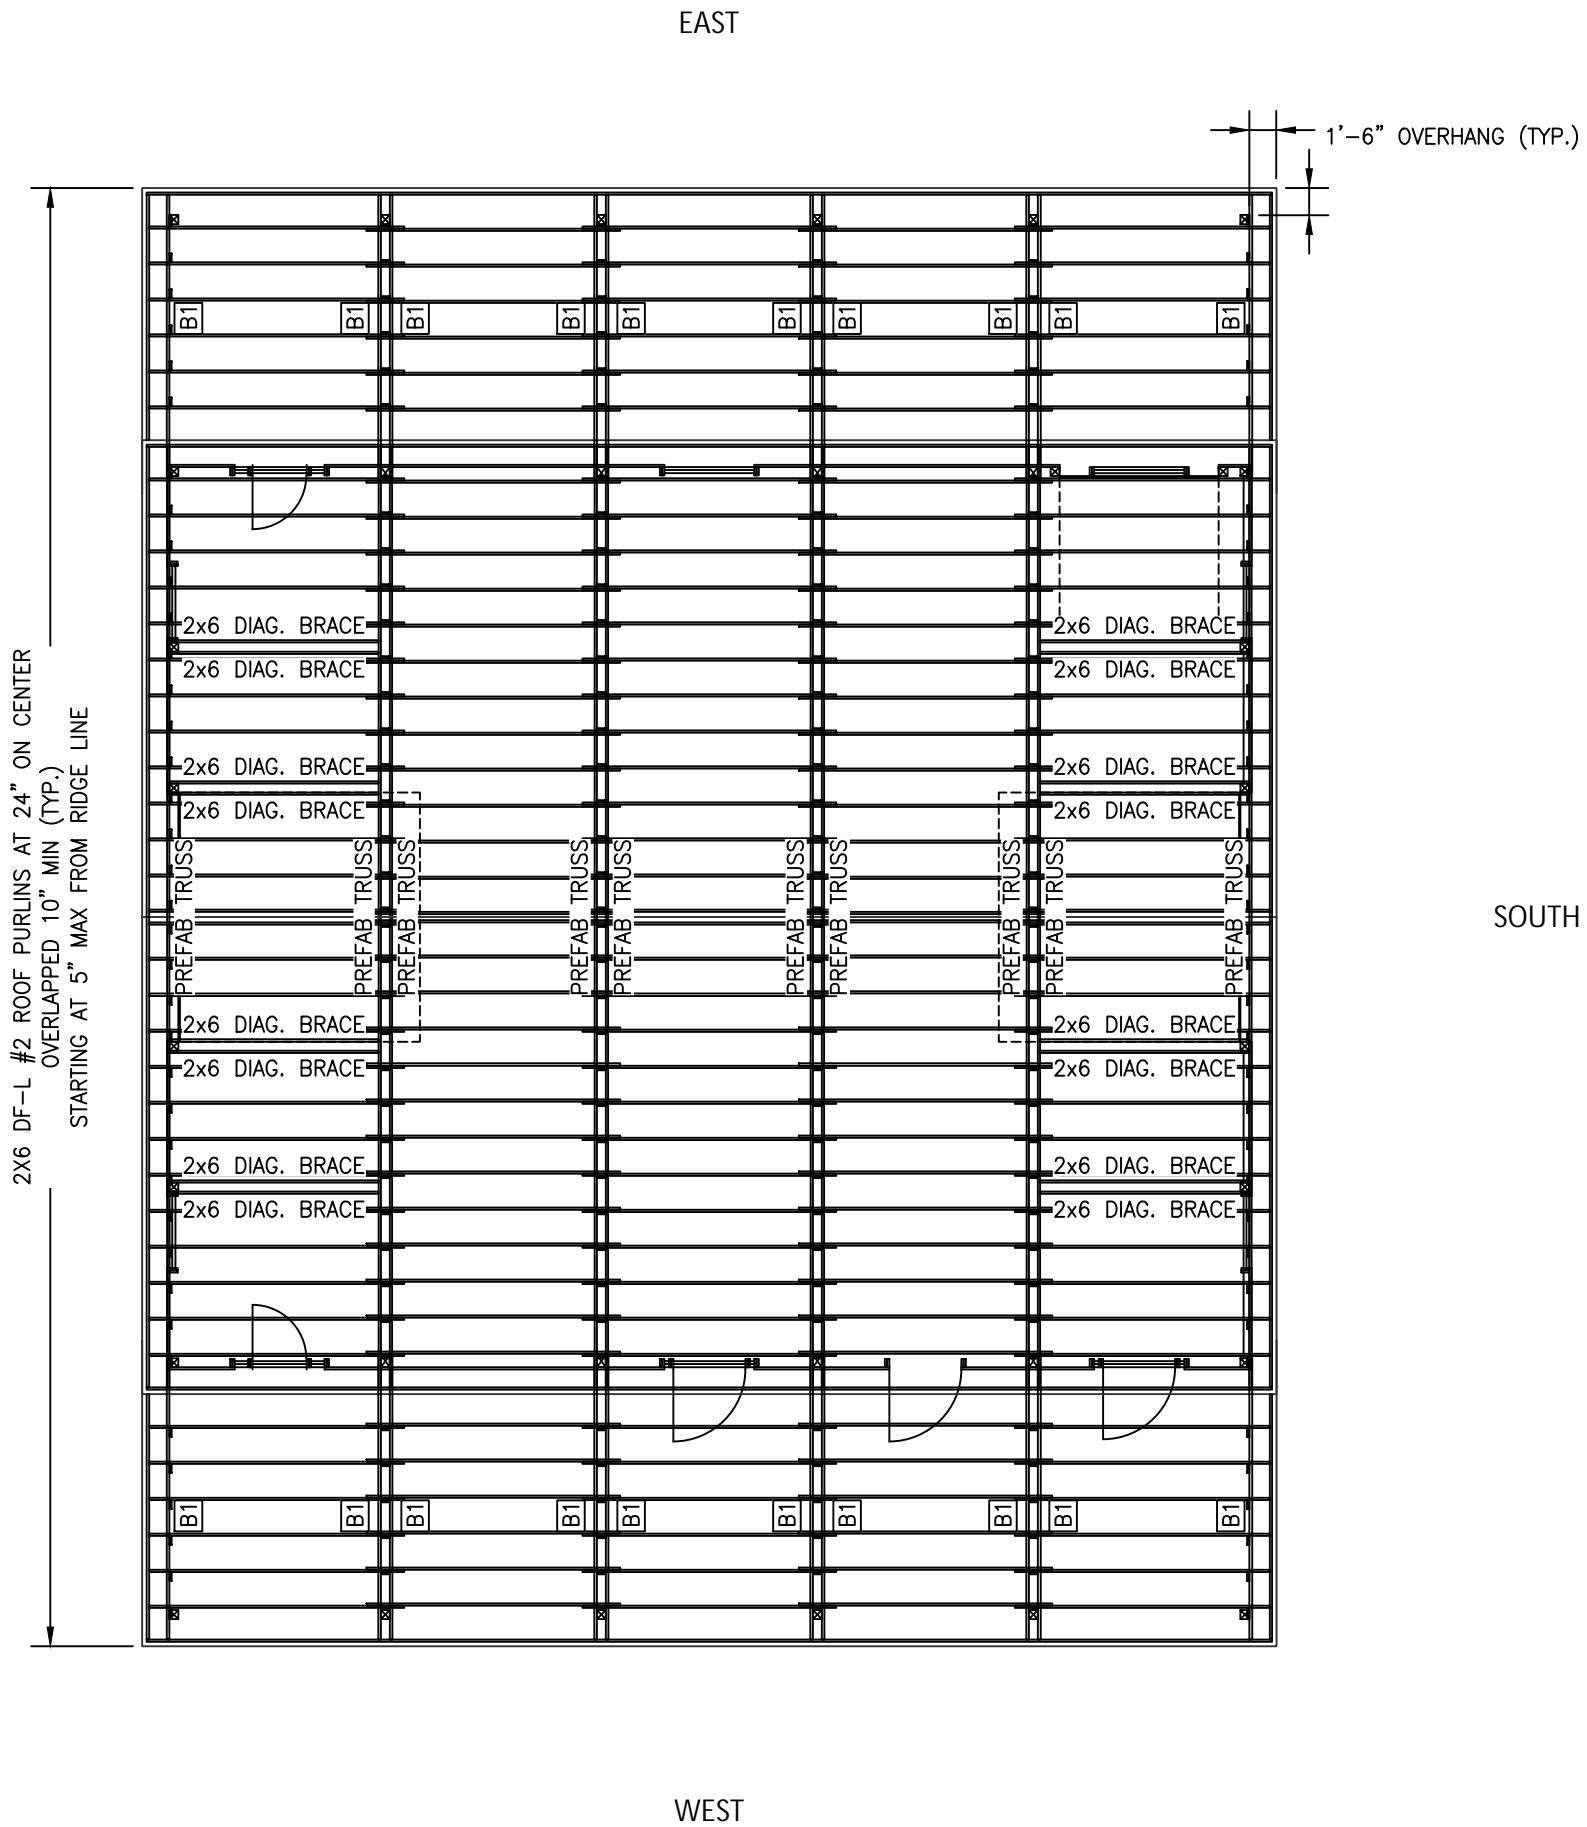 EAST
1'-6" OVERHANG (TYP.)
B1 B1 B1 B1 B1 B1 B1 B1 B1 B1
2x6 DIAG. BRACE 2x6 DIAG. BRACE
2x6 DIAG. BRACE 2x6 DIAG. BRACE
2x6 DIAG. BRACE 2x6 DIAG. BRACE
2x6 DIAG. BRACE 2x6 DIAG. BRACE
2X6 DF-L #2 ROOF PURLINS AT 24" ON CENTER
OVERLAPPED 10" MIN (TYP.)
STARTING AT 5" MAX FROM RIDGE LINE
PREFAB TRUSS PREFAB TRUSS PREFAB TRUSS PREFAB TRUSS PREFAB TRUSS PREFAB TRUSS PREFAB TRUSS PREFAB TRUSS PREFAB TRUSS PREFAB TRUSS
SOUTH
2x6 DIAG. BRACE 2x6 DIAG. BRACE
2x6 DIAG. BRACE 2x6 DIAG. BRACE
2x6 DIAG. BRACE 2x6 DIAG. BRACE
2x6 DIAG. BRACE 2x6 DIAG. BRACE
B1 B1 B1 B1 B1 B1 B1 B1 B1 B1
WEST